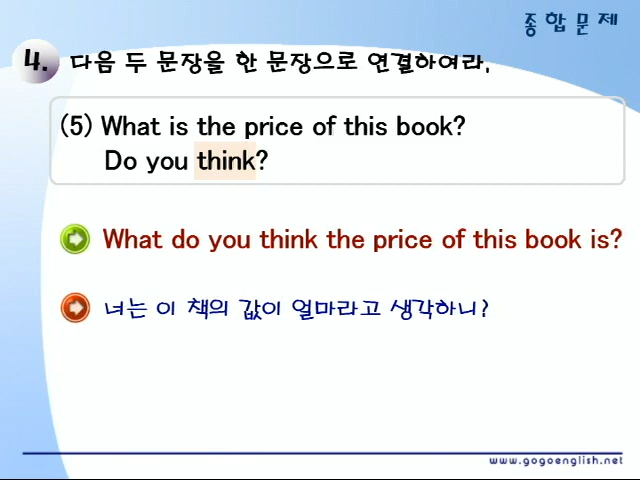 종합문제
4. 다음 두 문장을 한 문장으로 연결하여라.
(5) What is the price of this book?
Do you think?
What do you think the price of this book is?
너는 이 책의 값이 얼마라고 생각하니?
www.gogoenglish.net